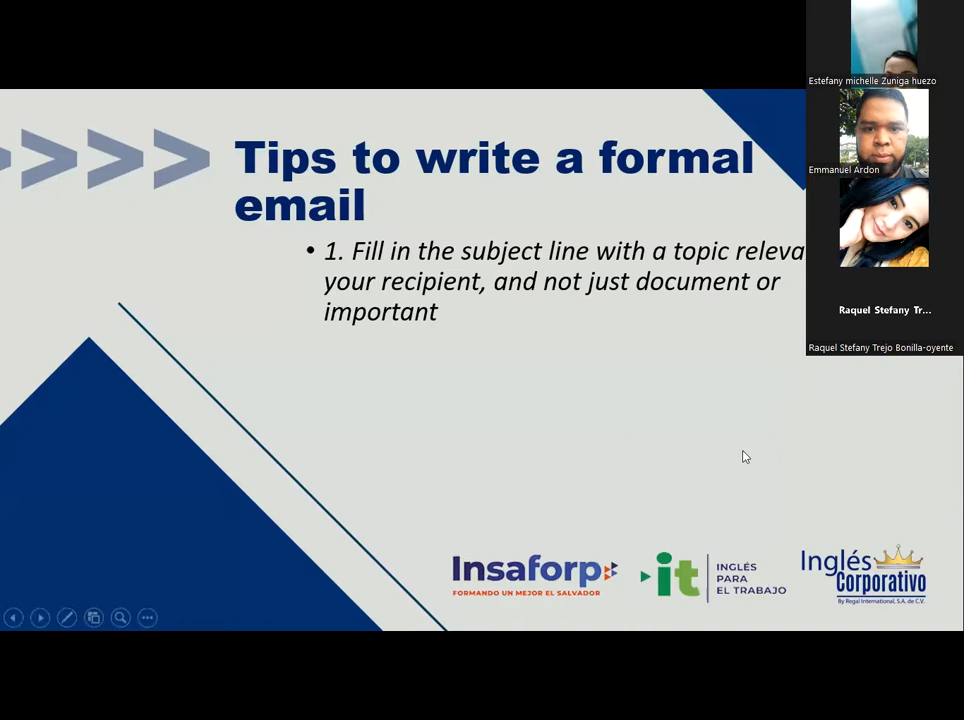 Estefany michelle Zuniga huezo
Emmanuel Ardon
Raquel Stefany Tr...
Raquel Stefany Trejo Bonilla-oyente
>>>>
Tips to write a formal
email
• 1. Fill in the subject line with a topic releva
your recipient, and not just document or
important
Insaforp
FORMANDO UN MEJOR EL SALVADOR
it
INGLÉS
PARA
EL TRABAJO
Inglés
Corporativo
By Regal International, S.A. de C.V.